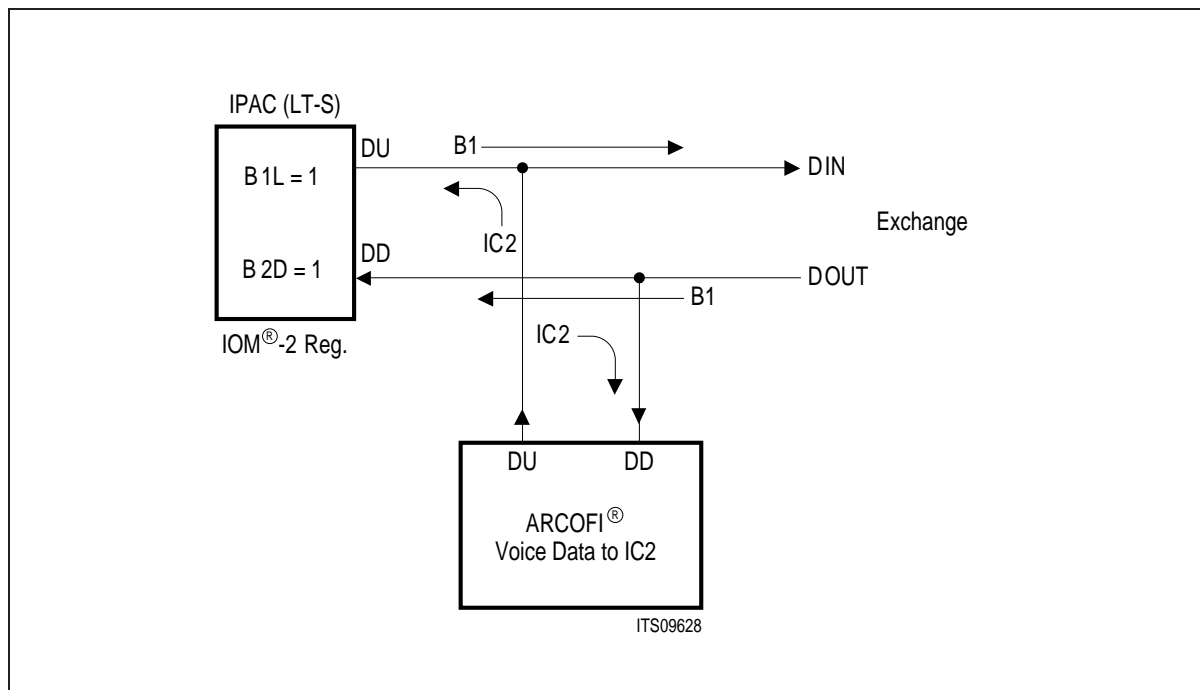 IPAC (LT-S)
DU
B1
B1L = 1
DIN
IC2
Exchange
DD
B2D = 1
DOUT
B1
IOM®-2 Reg.
IC2
DU
DD
ARCOFI®
Voice Data to IC2
ITS09628